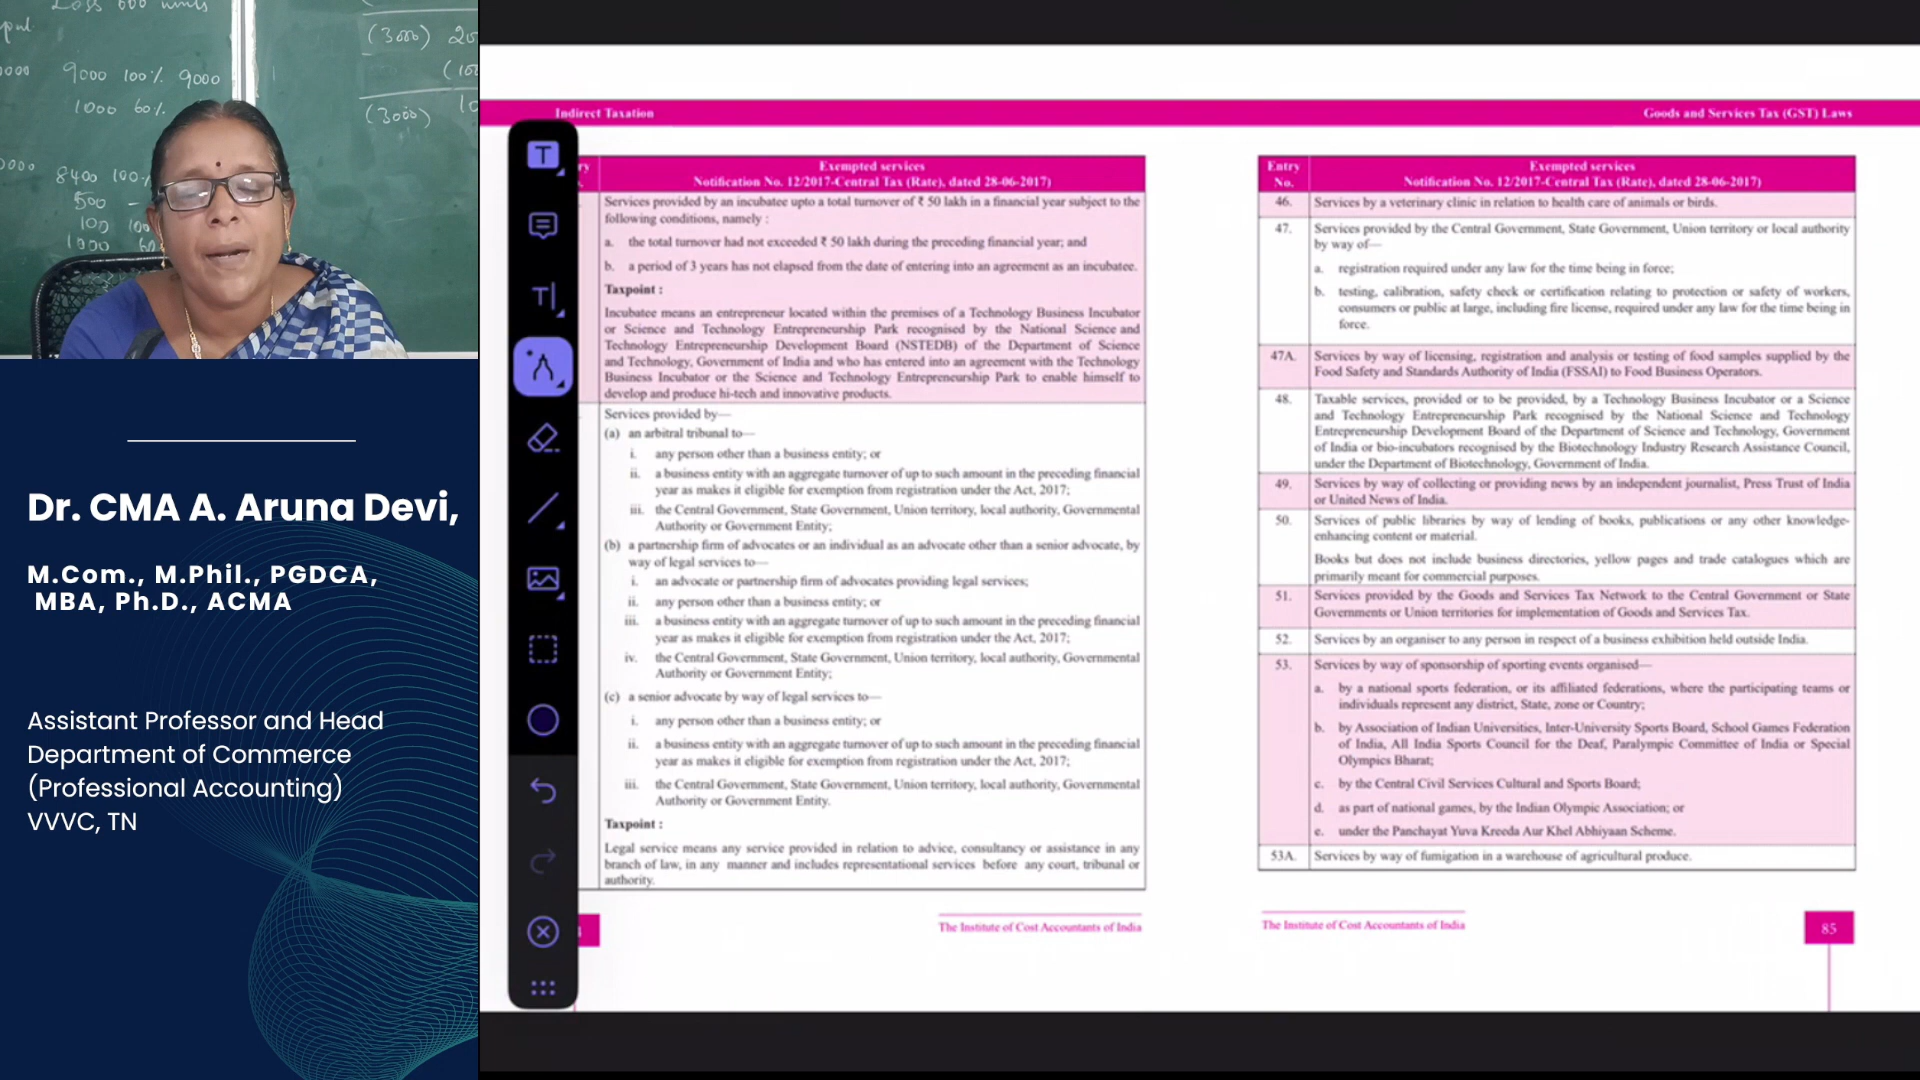 Loss 600 units
9000 100% 9000
1000 60%
8400 100%
500 -
100 100
1000 60
(3000) 20
(3000)
Dr. CMA A. Aruna Devi,
M.Com., M.Phil., PGDCA,
MBA, Ph.D., ACMA
Assistant Professor and Head
Department of Commerce
(Professional Accounting)
VVVC, TN
Indirect Taxation
Exempted services
Notification No. 12/2017-Central Tax (Rate), dated 28-06-2017)
Services provided by an incubatee upto a total turnover of ₹ 50 lakh in a financial year subject to the
following conditions, namely :
a. the total turnover had not exceeded ₹ 50 lakh during the preceding financial year; and
b. a period of 3 years has not elapsed from the date of entering into an agreement as an incubatee.
Taxpoint :
Incubatee means an entrepreneur located within the premises of a Technology Business Incubator
or Science and Technology Entrepreneurship Park recognised by the National Science and
Technology Entrepreneurship Development Board (NSTEDB) of the Department of Science
and Technology, Government of India and who has entered into an agreement with the Technology
Business Incubator or the Science and Technology Entrepreneurship Park to enable himself to
develop and produce hi-tech and innovative products.
Services provided by—
(a) an arbitral tribunal to—
i. any person other than a business entity; or
ii. a business entity with an aggregate turnover of up to such amount in the preceding financial
year as makes it eligible for exemption from registration under the Act, 2017;
iii. the Central Government, State Government, Union territory, local authority, Governmental
Authority or Government Entity;
(b) a partnership firm of advocates or an individual as an advocate other than a senior advocate, by
way of legal services to—
i. an advocate or partnership firm of advocates providing legal services;
ii. any person other than a business entity; or
iii. a business entity with an aggregate turnover of up to such amount in the preceding financial
year as makes it eligible for exemption from registration under the Act, 2017;
iv. the Central Government, State Government, Union territory, local authority, Governmental
Authority or Government Entity;
(c) a senior advocate by way of legal services to—
i. any person other than a business entity; or
ii. a business entity with an aggregate turnover of up to such amount in the preceding financial
year as makes it eligible for exemption from registration under the Act, 2017;
iii. the Central Government, State Government, Union territory, local authority, Governmental
Authority or Government Entity.
Taxpoint :
Legal service means any service provided in relation to advice, consultancy or assistance in any
branch of law, in any manner and includes representational services before any court, tribunal or
authority.
The Institute of Cost Accountants of India
Goods and Services Tax (GST) Laws
Entry No. Exempted services
Notification No. 12/2017-Central Tax (Rate), dated 28-06-2017)
46. Services by a veterinary clinic in relation to health care of animals or birds.
47. Services provided by the Central Government, State Government, Union territory or local authority
by way of—
a. registration required under any law for the time being in force;
b. testing, calibration, safety check or certification relating to protection or safety of workers,
consumers or public at large, including fire license, required under any law for the time being in
force.
47A. Services by way of licensing, registration and analysis or testing of food samples supplied by the
Food Safety and Standards Authority of India (FSSAI) to Food Business Operators.
48. Taxable services, provided or to be provided, by a Technology Business Incubator or a Science
and Technology Entrepreneurship Park recognised by the National Science and Technology
Entrepreneurship Development Board of the Department of Science and Technology, Government
of India or bio-incubators recognised by the Biotechnology Industry Research Assistance Council,
under the Department of Biotechnology, Government of India.
49. Services by way of collecting or providing news by an independent journalist, Press Trust of India
or United News of India.
50. Services of public libraries by way of lending of books, publications or any other knowledge-
enhancing content or material.
Books but does not include business directories, yellow pages and trade catalogues which are
primarily meant for commercial purposes.
51. Services provided by the Goods and Services Tax Network to the Central Government or State
Governments or Union territories for implementation of Goods and Services Tax.
52. Services by an organiser to any person in respect of a business exhibition held outside India.
53. Services by way of sponsorship of sporting events organised—
a. by a national sports federation, or its affiliated federations, where the participating teams or
individuals represent any district, State, zone or Country;
b. by Association of Indian Universities, Inter-University Sports Board, School Games Federation
of India, All India Sports Council for the Deaf, Paralympic Committee of India or Special
Olympics Bharat;
c. by the Central Civil Services Cultural and Sports Board;
d. as part of national games, by the Indian Olympic Association; or
e. under the Panchayat Yuva Kreeda Aur Khel Abhiyaan Scheme.
53A. Services by way of fumigation in a warehouse of agricultural produce.
The Institute of Cost Accountants of India
85